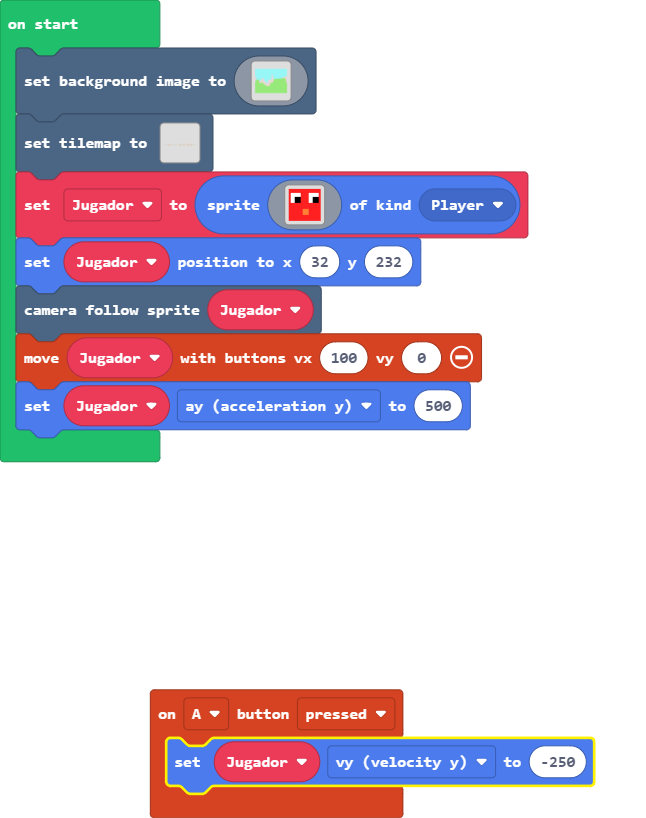 on start
set background image to
set tilemap to
set Jugador to sprite of kind Player
set Jugador position to x 32 y 232
camera follow sprite Jugador
move Jugador with buttons vx 100 vy 0
set Jugador ay (acceleration y) to 500
on A button pressed
set Jugador vy (velocity y) to -250